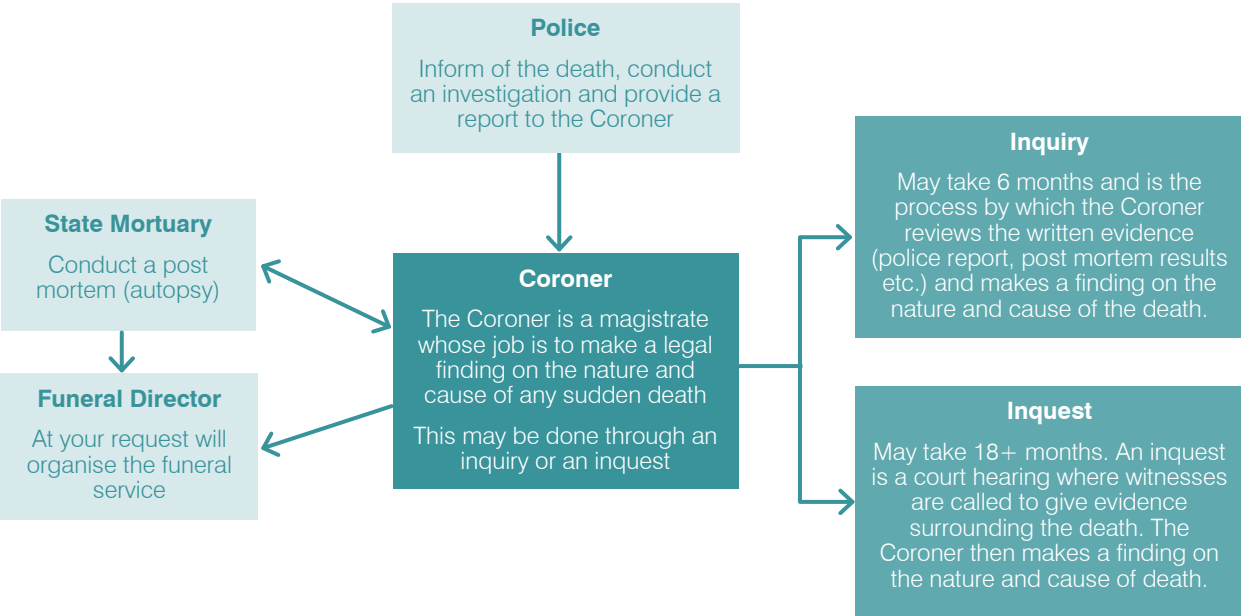 Police
Inform of the death, conduct
an investigation and provide a
report to the Coroner
State Mortuary
Conduct a post
mortem (autopsy)
Funeral Director
At your request will
organise the funeral
service
Coroner
The Coroner is a magistrate
whose job is to make a legal
finding on the nature and
cause of any sudden death
This may be done through an
inquiry or an inquest
Inquiry
May take 6 months and is the
process by which the Coroner
reviews the written evidence
(police report, post mortem results
etc.) and makes a finding on the
nature and cause of the death.
Inquest
May take 18+ months. An inquest
is a court hearing where witnesses
are called to give evidence
surrounding the death. The
Coroner then makes a finding on
the nature and cause of death.